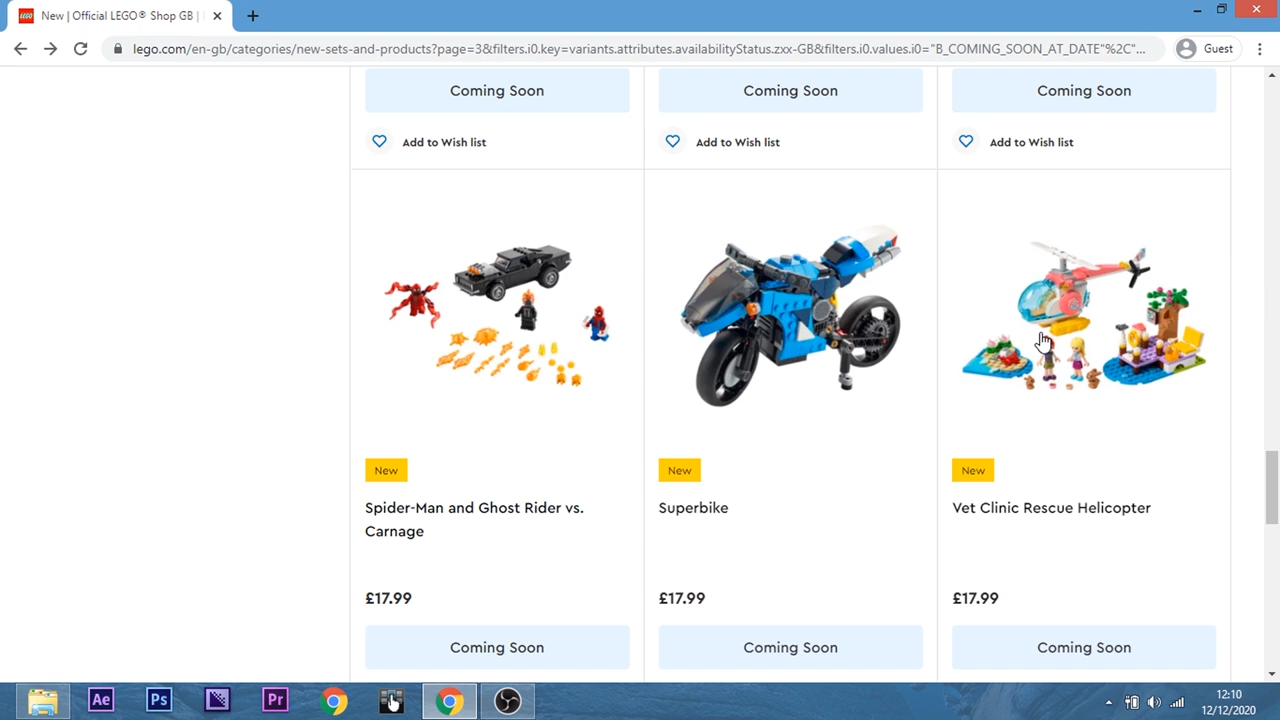 New | Official LEGO® Shop GB |
lego.com/en-gb/categories/new-sets-and-products?page=3&filters.i0.key=variants.attributes.availabilityStatus.zxx-GB&filters.i0.values.i0="B_COMING_SOON_AT_DATE"%2C"...
Guest
Coming Soon
Coming Soon
Coming Soon
Add to Wish list
Add to Wish list
Add to Wish list
New
New
New
Spider-Man and Ghost Rider vs.
Carnage
Superbike
Vet Clinic Rescue Helicopter
£17.99
£17.99
£17.99
Coming Soon
Coming Soon
Coming Soon
Ae
Ps
Pr
12:10
12/12/2020